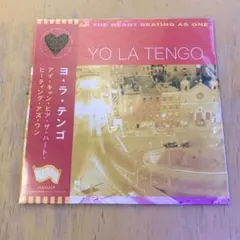 THE HEART BEATING AS ONE
YO LA TENGO
ヨ・ラ・テンゴ
アイ・キャン・ヒア・ザ・ハート・
ビーティング・アズ・ワン